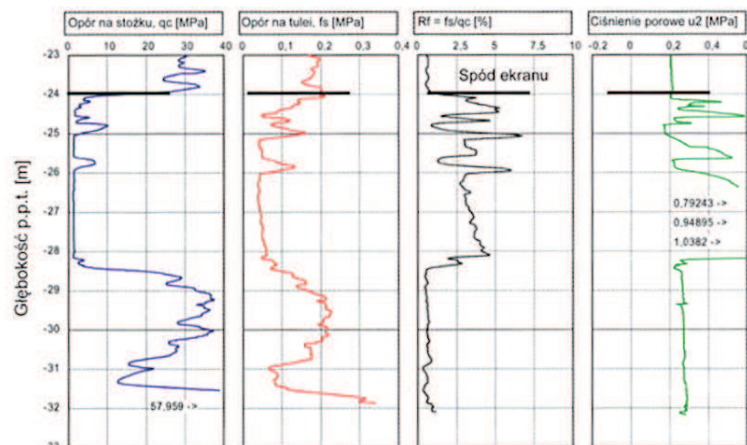 Opór na stożku, qc [MPa]
Opór na tulei, fs [MPa]
Rf = fs/qc [%]
Ciśnienie porowe u2 [MPa]
0 10 20 30 40
0 0,1 0,2 0,3 0,4
0 2,5 5 7,5 10
-0,2 0 0,2 0,4 0,6
-23
-24
-25
-26
-27
-28
-29
-30
-31
-32
Głębokość p.p.t. [m]
Spód ekranu
0,79243 ->
0,94895 ->
1,0382 ->
57,959 ->